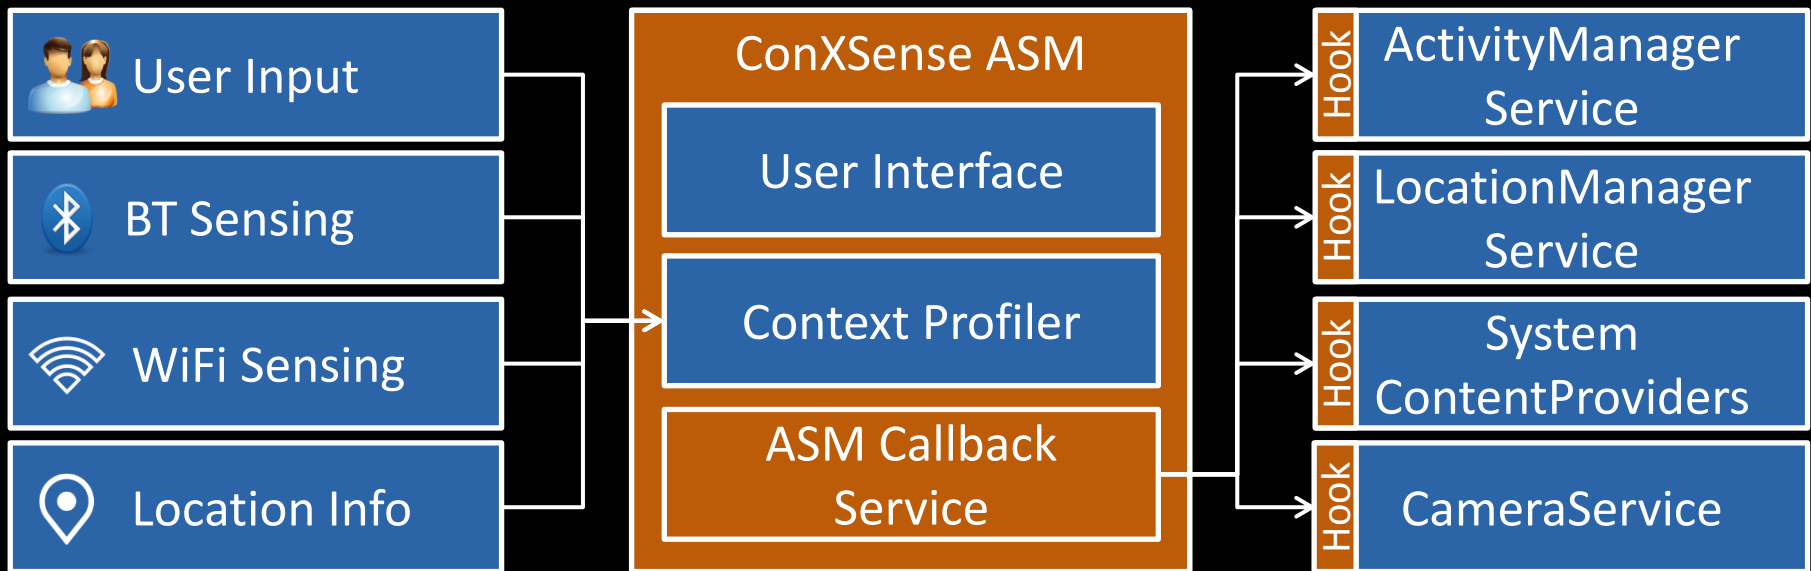 User Input
BT Sensing
WiFi Sensing
Location Info
ConXSense ASM
User Interface
Context Profiler
ASM Callback
Service
Hook
ActivityManager
Service
Hook
LocationManager
Service
Hook
System
ContentProviders
Hook
CameraService